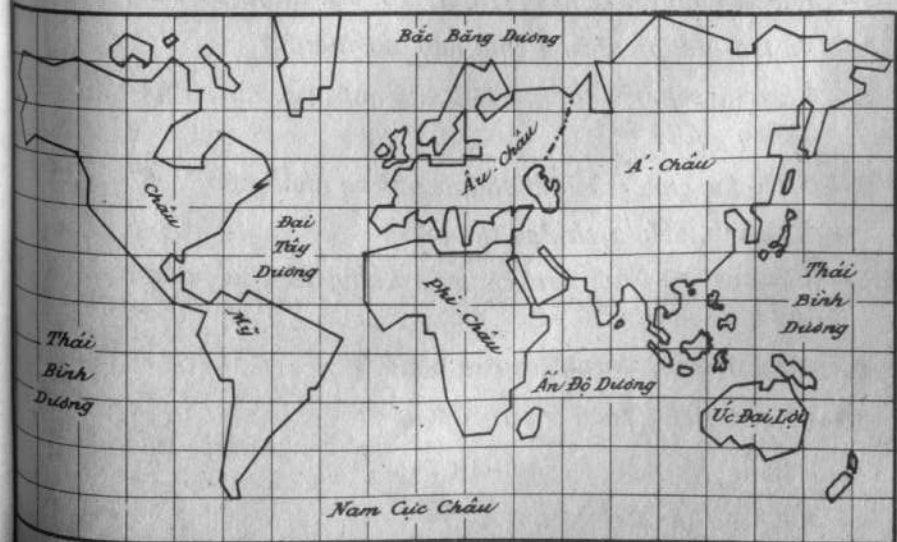 Bắc Băng Dương
Âu - Châu
Á - Châu
Châu
Mỹ
Đại
Tây
Dương
Phi - Châu
Thái
Bình
Dương
Thái
Bình
Dương
Ấn Độ Dương
Úc Đại Lợi
Nam Cực Châu